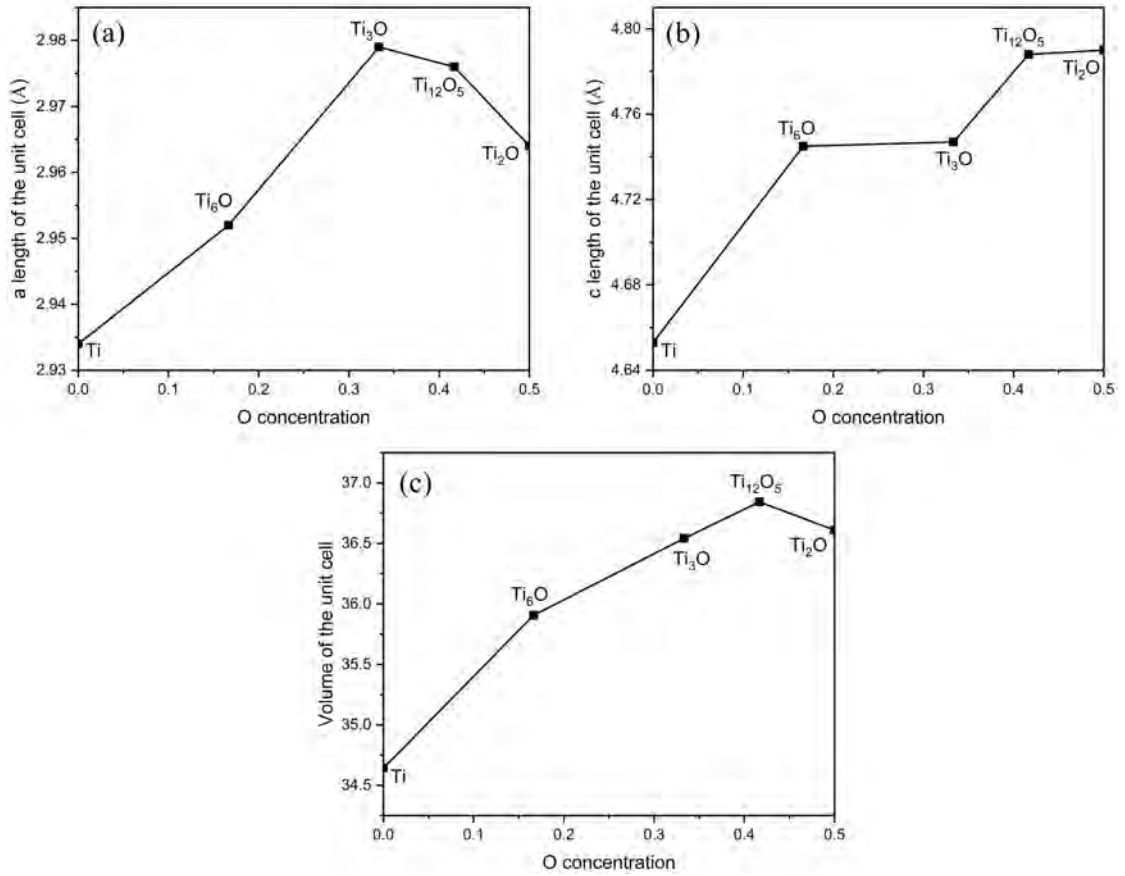 (a)
a length of the unit cell (Å)
2.98
2.98
2.97
2.96
2.95
2.94
2.93
Ti
Ti₆O
Ti₃O
Ti₁₂O₅
Ti₂O
0.0 0.1 0.2 0.3 0.4 0.5
O concentration
(b)
c length of the unit cell (Å)
4.80
4.76
4.72
4.68
4.64
Ti
Ti₆O
Ti₃O
Ti₁₂O₅
Ti₂O
0.0 0.1 0.2 0.3 0.4 0.5
O concentration
(c)
Volume of the unit cell
37.0
36.5
36.0
35.5
35.0
34.5
Ti
Ti₆O
Ti₃O
Ti₁₂O₅
Ti₂O
0.0 0.1 0.2 0.3 0.4 0.5
O concentration